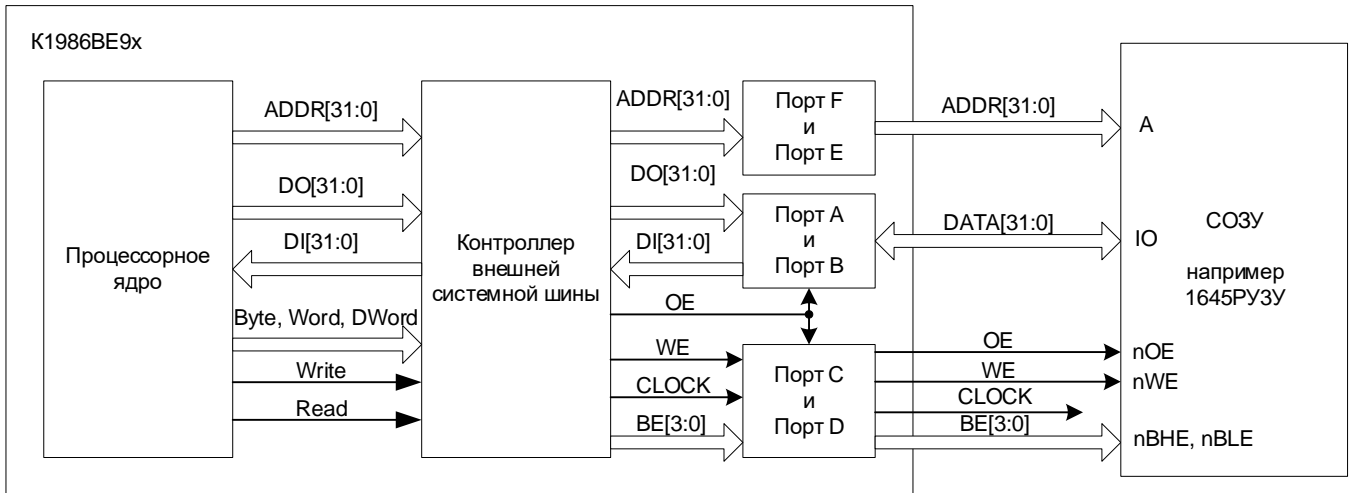 К1986ВЕ9х
Процессорное
ядро
ADDR[31:0]
DO[31:0]
DI[31:0]
Byte, Word, DWord
Write
Read
Контроллер
внешней
системной шины
ADDR[31:0]
DO[31:0]
DI[31:0]
OE
WE
CLOCK
BE[3:0]
Порт F
и
Порт E
Порт A
и
Порт B
Порт C
и
Порт D
ADDR[31:0]
DATA[31:0]
OE
WE
CLOCK
BE[3:0]
A
IO
nOE
nWE
nBHE, nBLE
СОЗУ
например
1645РУ3У